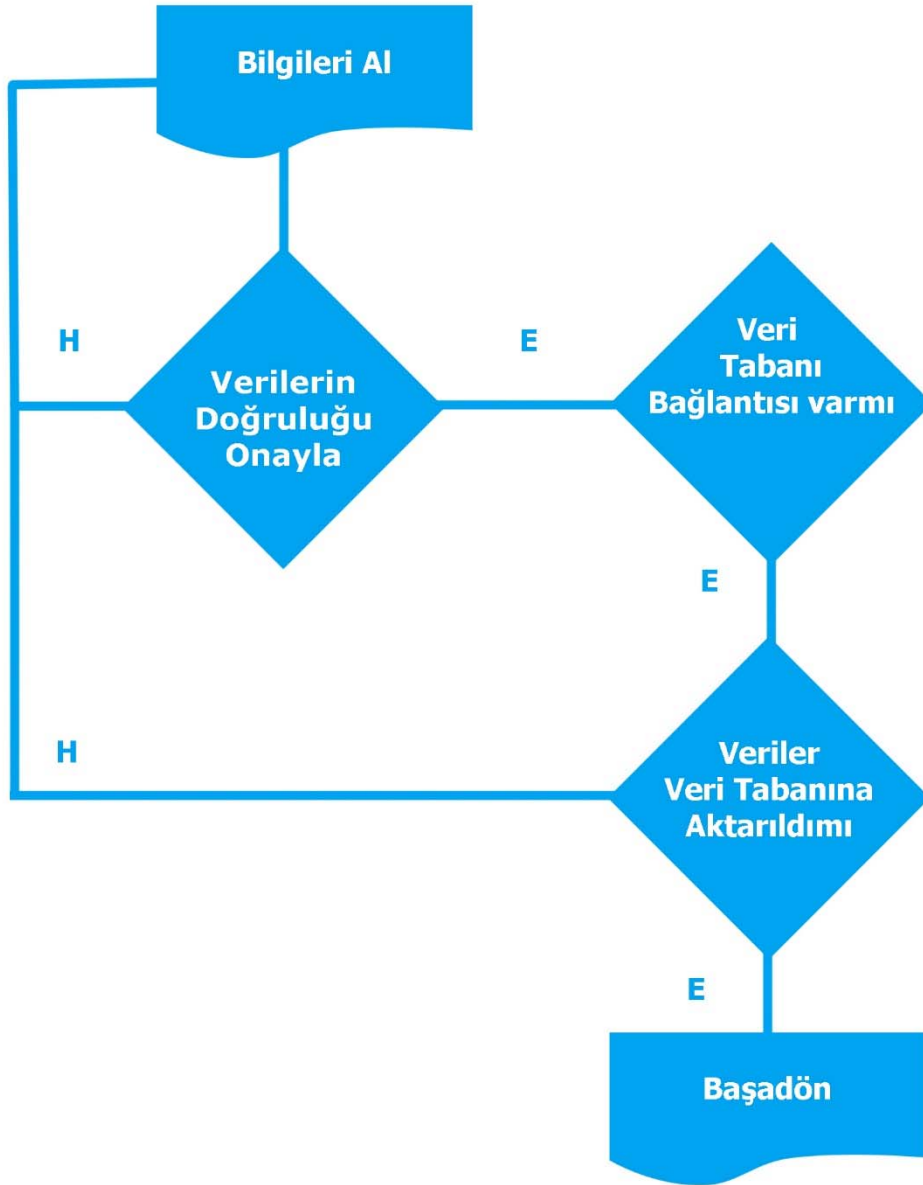 Bilgileri Al
H
E
Verilerin
Doğruluğu
Onayla
Veri
Tabanı
Bağlantısı varmı
E
H
Veriler
Veri Tabanına
Aktarıldımı
E
Başadön